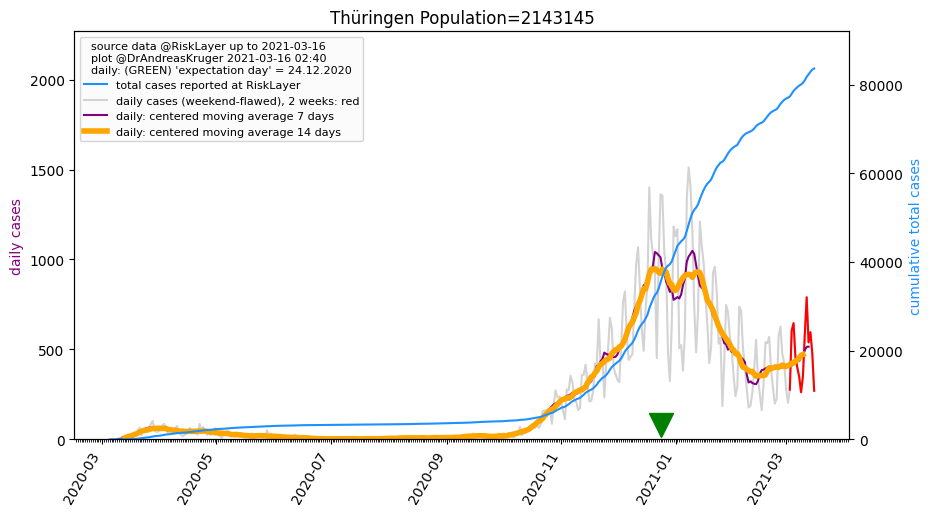 Thüringen Population=2143145
source data @RiskLayer up to 2021-03-16
plot @DrAndreasKruger 2021-03-16 02:40
daily: (GREEN) 'expectation day' = 24.12.2020
total cases reported at RiskLayer
daily cases (weekend-flawed), 2 weeks: red
daily: centered moving average 7 days
daily: centered moving average 14 days
daily cases
2000
1500
1000
500
0
80000
60000
40000
20000
0
cumulative total cases
2020-03
2020-05
2020-07
2020-09
2020-11
2021-01
2021-03